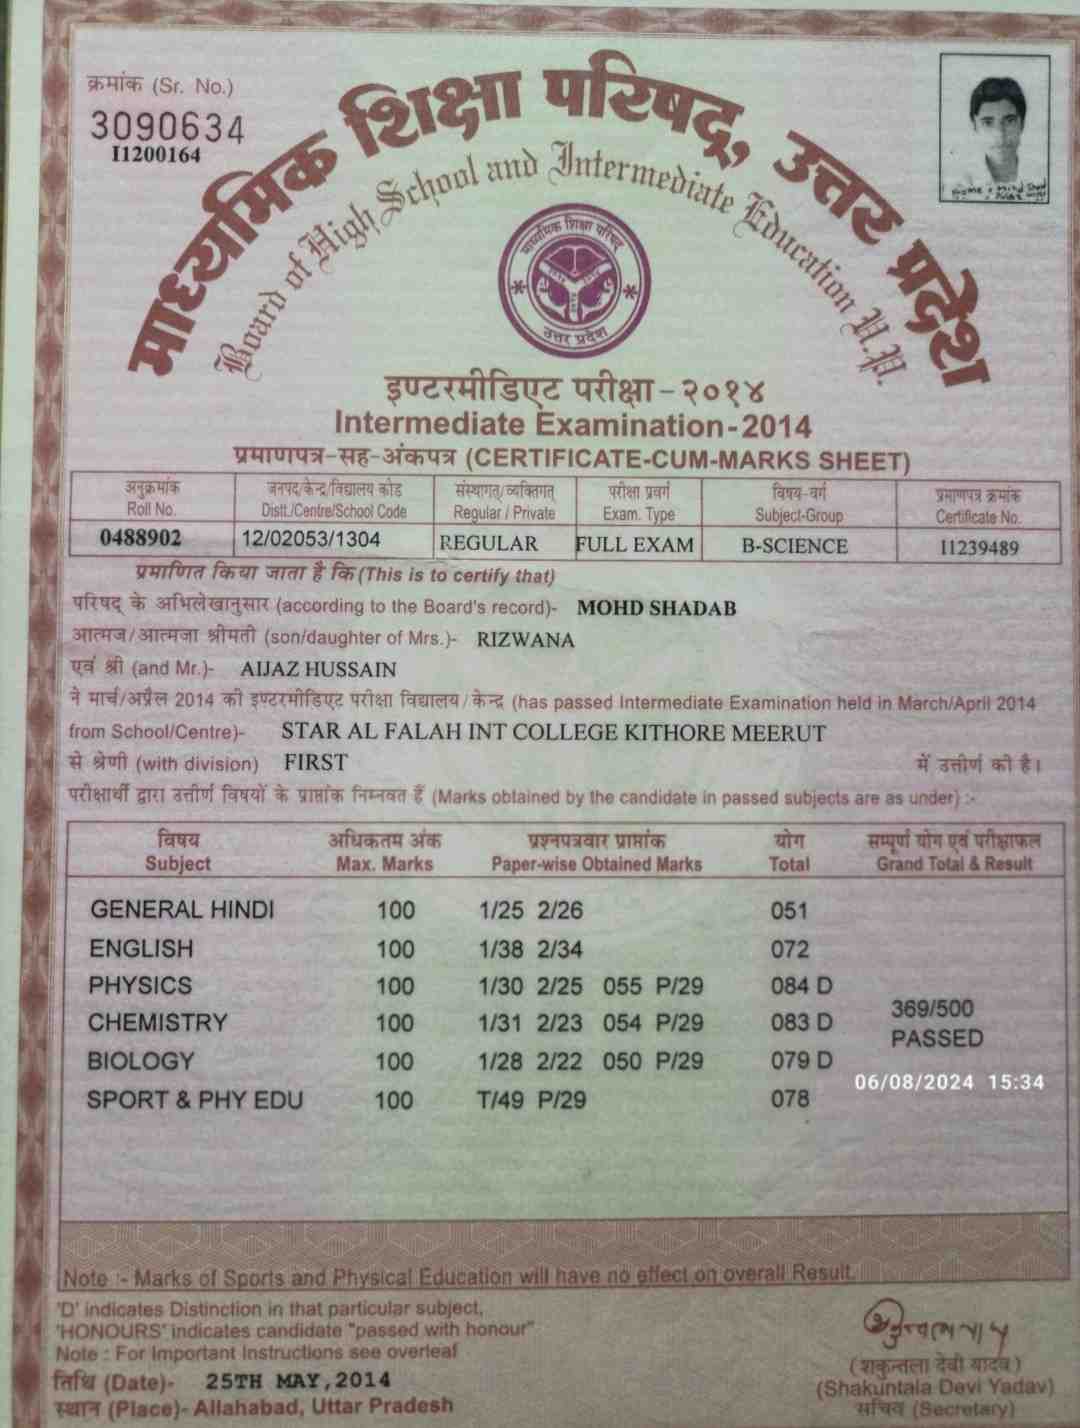 क्रमांक (Sr. No.)
3090634
I1200164
माध्यमिक शिक्षा परिषद्, उत्तर प्रदेश
Board of High School and Intermediate Education U.P.
माध्यमिक शिक्षा परिषद
उत्तर प्रदेश
इण्टरमीडिएट परीक्षा - २०१४
Intermediate Examination-2014
प्रमाणपत्र-सह-अंकपत्र (CERTIFICATE-CUM-MARKS SHEET)
अनुक्रमांक जनपद/केन्द्र/विद्यालय कोड संस्थागत्/व्यक्तिगत् परीक्षा प्रवर्ग विषय-वर्ग प्रमाणपत्र क्रमांक
Roll No. Distt./Centre/School Code Regular / Private Exam. Type Subject-Group Certificate No.
0488902 12/02053/1304 REGULAR FULL EXAM B-SCIENCE I1239489
प्रमाणित किया जाता है कि (This is to certify that)
परिषद् के अभिलेखानुसार (according to the Board's record)- MOHD SHADAB
आत्मज/आत्मजा श्रीमती (son/daughter of Mrs.)- RIZWANA
एवं श्री (and Mr.)- AIJAZ HUSSAIN
ने मार्च/अप्रैल 2014 की इण्टरमीडिएट परीक्षा विद्यालय/केन्द्र (has passed Intermediate Examination held in March/April 2014
from School/Centre)- STAR AL FALAH INT COLLEGE KITHORE MEERUT
से श्रेणी (with division) FIRST में उत्तीर्ण की है।
परीक्षार्थी द्वारा उत्तीर्ण विषयों के प्राप्तांक निम्नवत हैं (Marks obtained by the candidate in passed subjects are as under) :-
विषय अधिकतम अंक प्रश्नपत्रवार प्राप्तांक योग सम्पूर्ण योग एवं परीक्षाफल
Subject Max. Marks Paper-wise Obtained Marks Total Grand Total & Result
GENERAL HINDI 100 1/25 2/26 051
ENGLISH 100 1/38 2/34 072
PHYSICS 100 1/30 2/25 055 P/29 084 D
369/500
CHEMISTRY 100 1/31 2/23 054 P/29 083 D
PASSED
BIOLOGY 100 1/28 2/22 050 P/29 079 D
06/08/2024 15:34
SPORT & PHY EDU 100 T/49 P/29 078
Note :- Marks of Sports and Physical Education will have no effect on overall Result.
'D' indicates Distinction in that particular subject,
'HONOURS' indicates candidate "passed with honour"
Note : For Important Instructions see overleaf
तिथि (Date)- 25TH MAY,2014
स्थान (Place)- Allahabad, Uttar Pradesh
(शकुन्तला देवी यादव)
(Shakuntala Devi Yadav)
सचिव (Secretary)